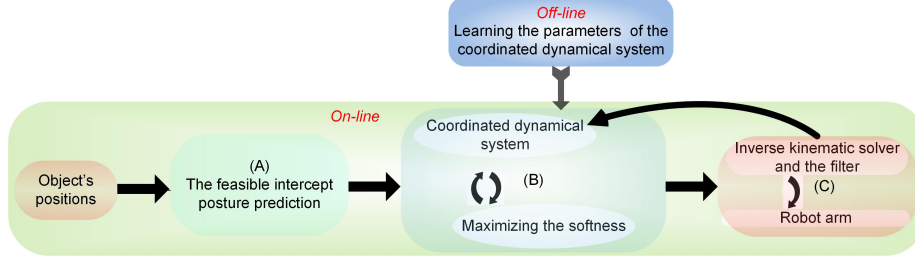 Off-line
Learning the parameters of the
coordinated dynamical system
On-line
Object's
positions
(A)
The feasible intercept
posture prediction
Coordinated dynamical
system
(B)
Maximizing the softness
Inverse kinematic solver
and the filter
(C)
Robot arm